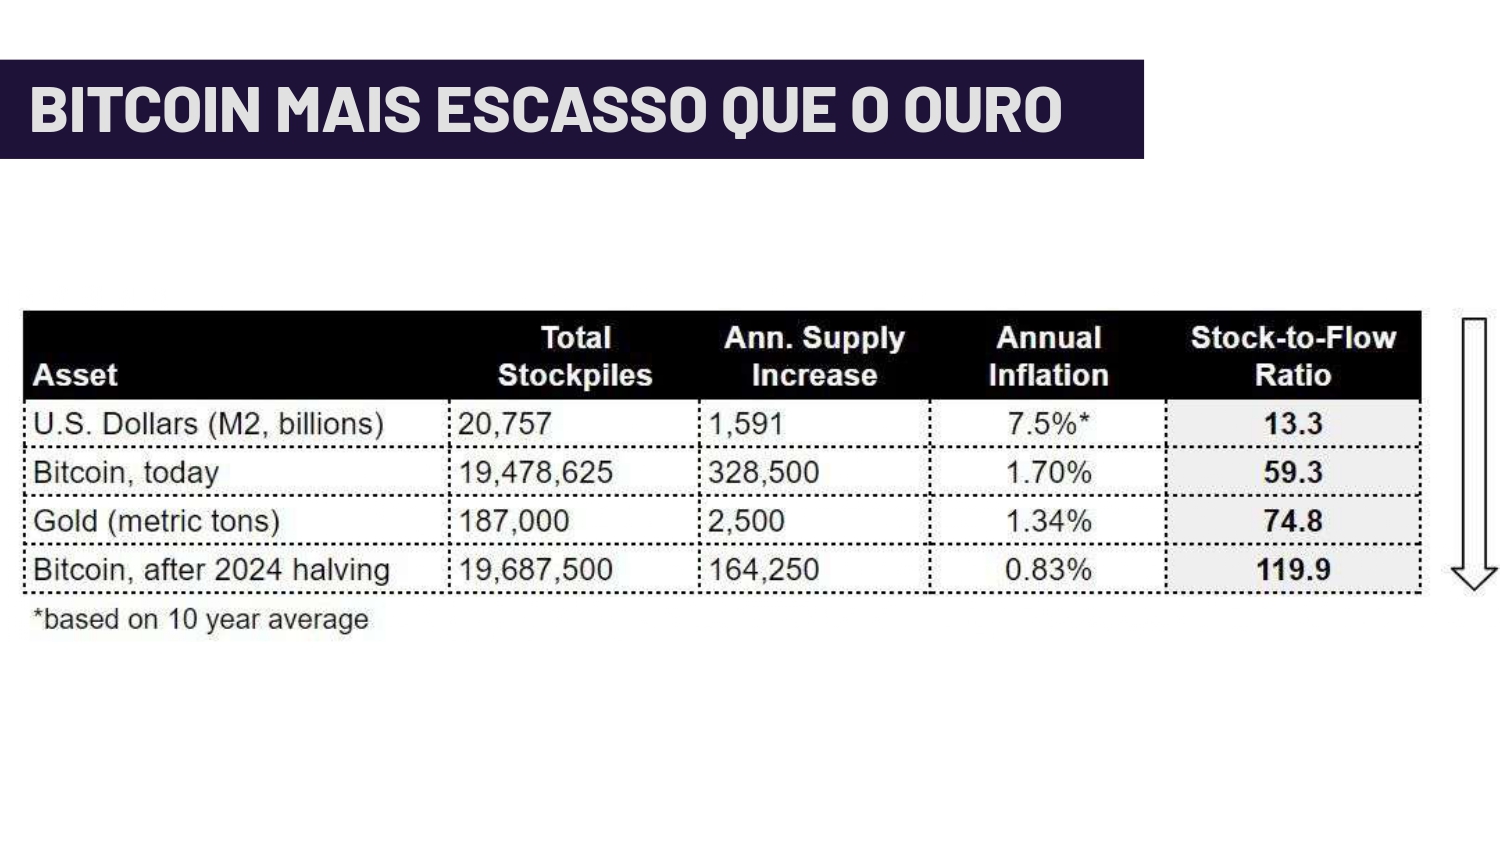 BITCOIN MAIS ESCASSO QUE O OURO
Asset Total Stockpiles Ann. Supply Increase Annual Inflation Stock-to-Flow Ratio
U.S. Dollars (M2, billions) 20,757 1,591 7.5%* 13.3
Bitcoin, today 19,478,625 328,500 1.70% 59.3
Gold (metric tons) 187,000 2,500 1.34% 74.8
Bitcoin, after 2024 halving 19,687,500 164,250 0.83% 119.9
*based on 10 year average